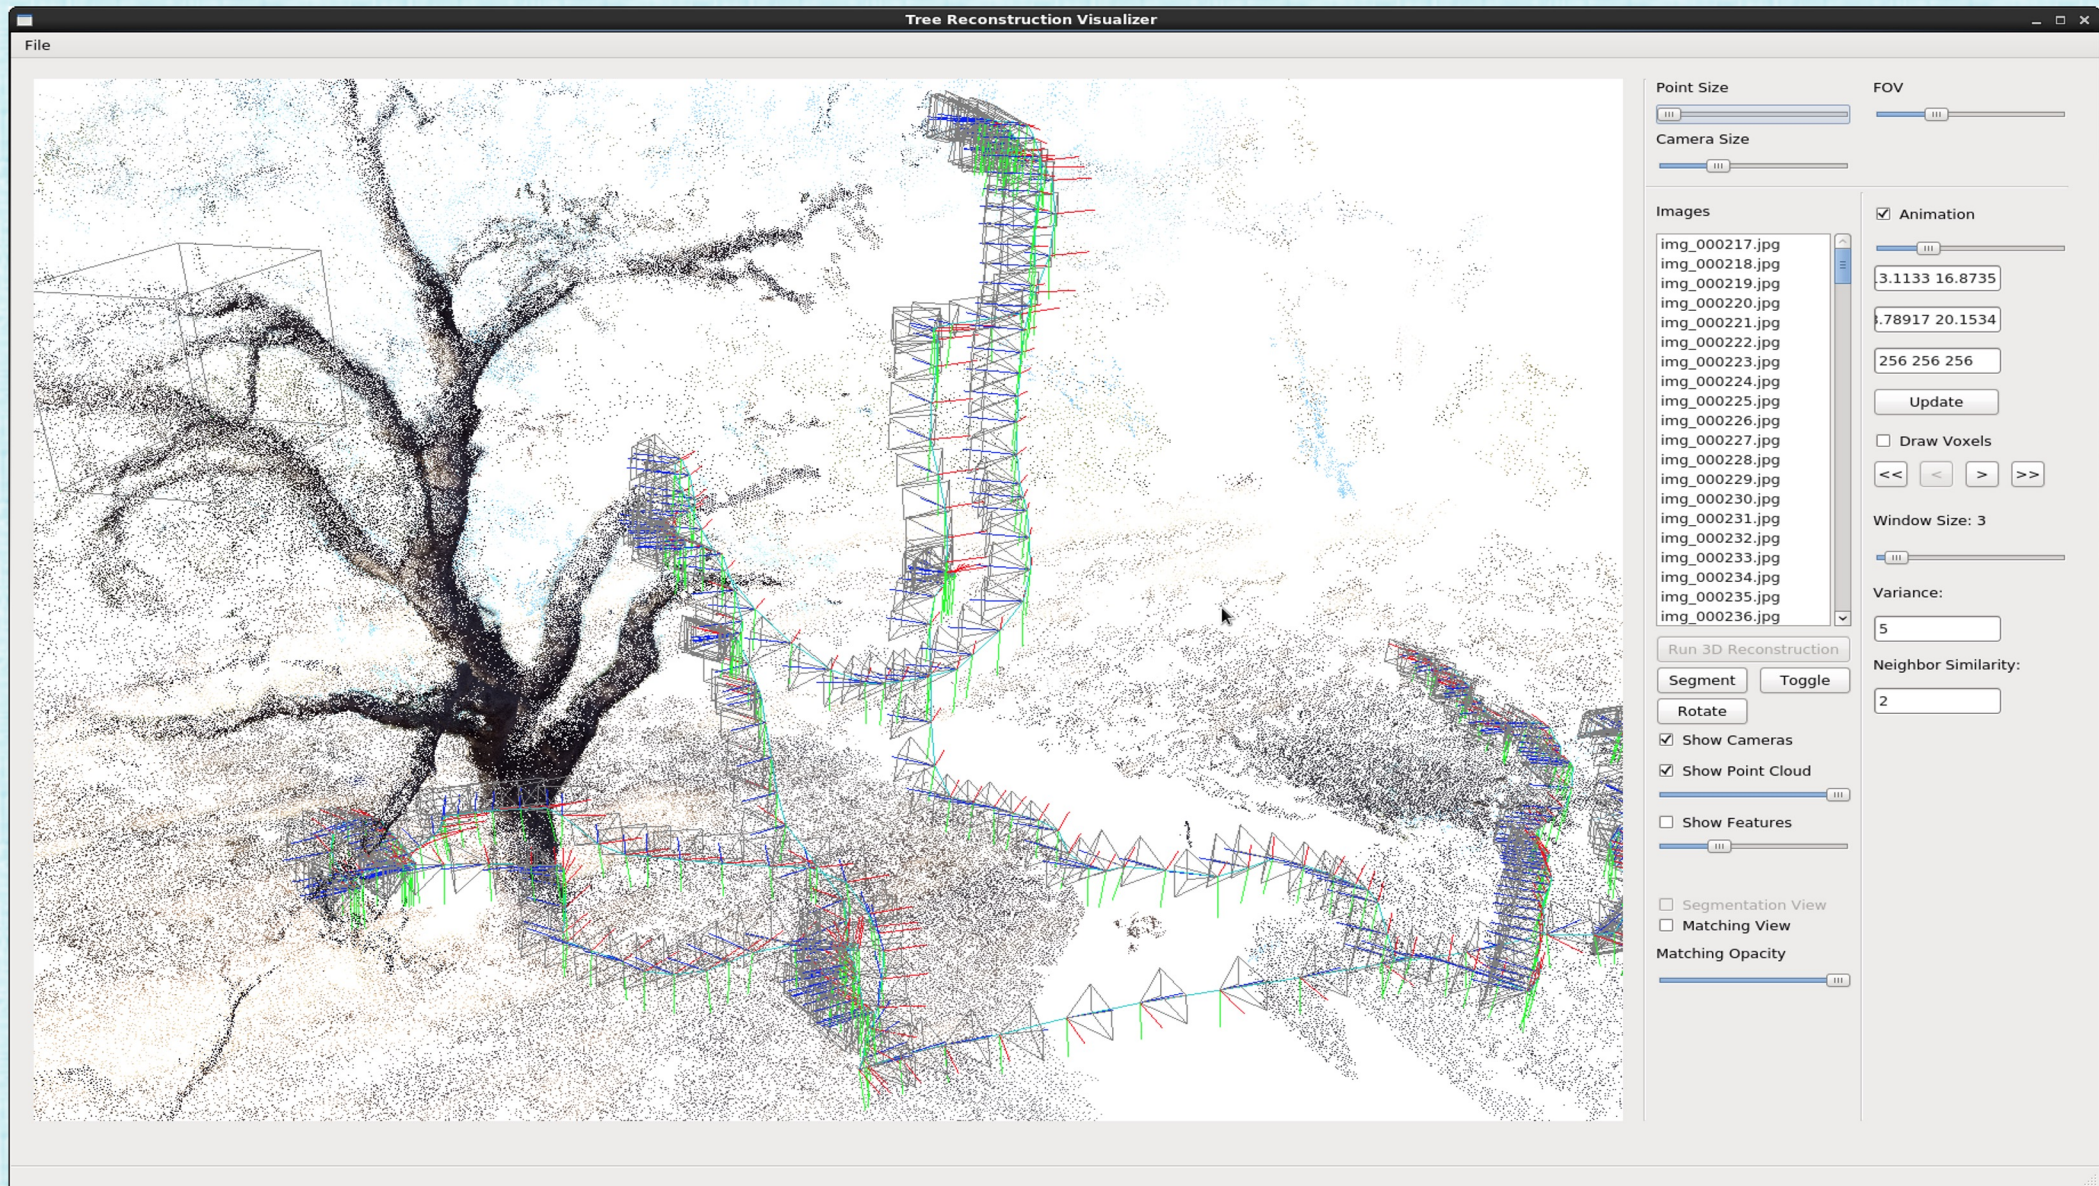 Tree Reconstruction Visualizer
File
Point Size
FOV
Camera Size
Images
img_000217.jpg
img_000218.jpg
img_000219.jpg
img_000220.jpg
img_000221.jpg
img_000222.jpg
img_000223.jpg
img_000224.jpg
img_000225.jpg
img_000226.jpg
img_000227.jpg
img_000228.jpg
img_000229.jpg
img_000230.jpg
img_000231.jpg
img_000232.jpg
img_000233.jpg
img_000234.jpg
img_000235.jpg
img_000236.jpg
Run 3D Reconstruction
Segment
Toggle
Rotate
Show Cameras
Show Point Cloud
Show Features
Segmentation View
Matching View
Matching Opacity
Animation
3.1133 16.8735
.78917 20.1534
256 256 256
Update
Draw Voxels
<< < > >>
Window Size: 3
Variance:
5
Neighbor Similarity:
2